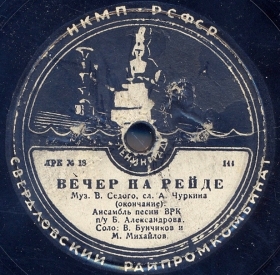 НКМП РСФСР
ЛРК № 18
144
ВЕЧЕР НА РЕЙДЕ
Муз. В. Седого, сл. А. Чуркина
(окончание):
Ансамбль песни ВРК
п/у Б. Александрова.
Соло: В. Бунчиков и
М. Михайлов.
СВЕРДЛОВСКИЙ РАЙПРОМКОМБИНАТ